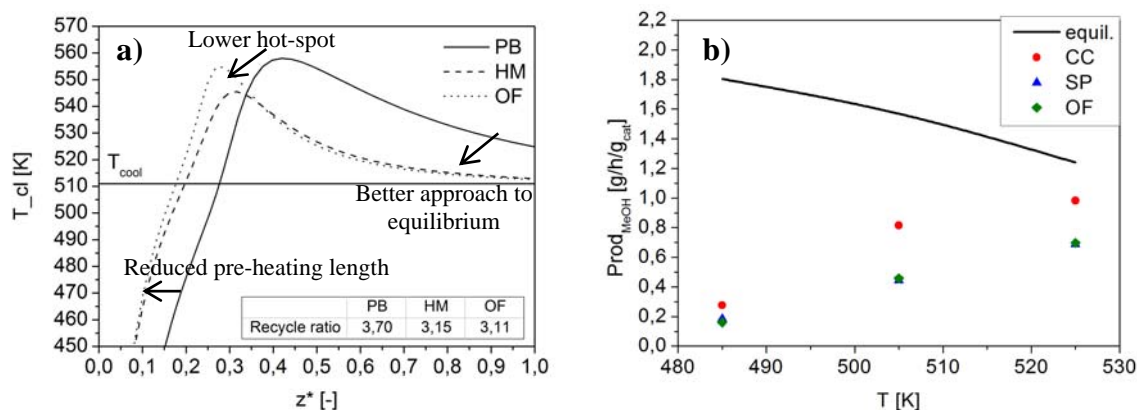 a)
Lower hot-spot
PB
HM
OF
T_cool
Better approach to
equilibrium
Reduced pre-heating length
PB HM OF
Recycle ratio 3,70 3,15 3,11
570
560
550
540
530
520
510
500
490
480
470
460
450
T_cl [K]
0,0 0,1 0,2 0,3 0,4 0,5 0,6 0,7 0,8 0,9 1,0
z* [-]
b)
equil.
CC
SP
OF
2,0
1,8
1,6
1,4
1,2
1,0
0,8
0,6
0,4
0,2
0,0
Prod_MeOH [g/h/g_cat]
480 490 500 510 520 530
T [K]